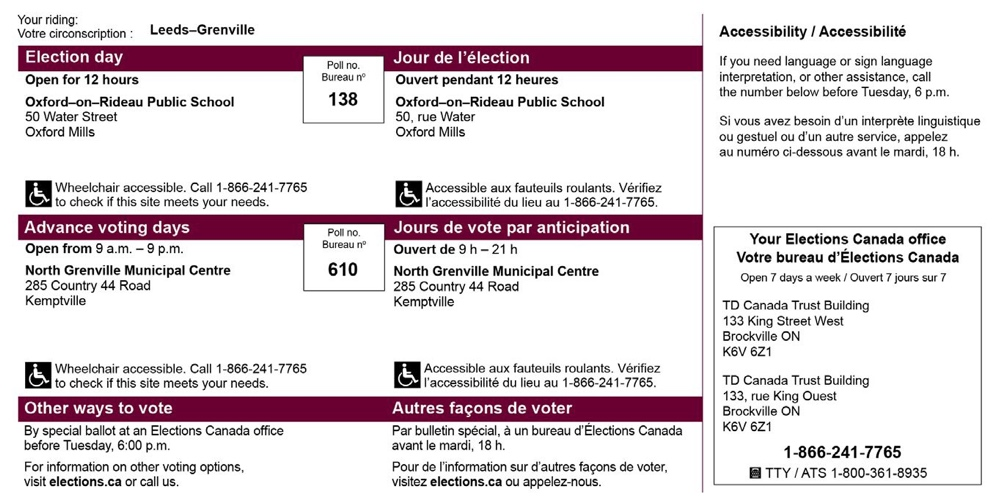 Your riding:
Votre circonscription : Leeds–Grenville
Election day
Open for 12 hours
Oxford–on–Rideau Public School
50 Water Street
Oxford Mills
Wheelchair accessible. Call 1-866-241-7765
to check if this site meets your needs.
Poll no.
Bureau nº
138
Jour de l’élection
Ouvert pendant 12 heures
Oxford–on–Rideau Public School
50, rue Water
Oxford Mills
Accessible aux fauteuils roulants. Vérifiez
l’accessibilité du lieu au 1-866-241-7765.
Advance voting days
Open from 9 a.m. – 9 p.m.
North Grenville Municipal Centre
285 Country 44 Road
Kemptville
Wheelchair accessible. Call 1-866-241-7765
to check if this site meets your needs.
Poll no.
Bureau nº
610
Jours de vote par anticipation
Ouvert de 9 h – 21 h
North Grenville Municipal Centre
285 Country 44 Road
Kemptville
Accessible aux fauteuils roulants. Vérifiez
l’accessibilité du lieu au 1-866-241-7765.
Other ways to vote
By special ballot at an Elections Canada office
before Tuesday, 6:00 p.m.
For information on other voting options,
visit elections.ca or call us.
Autres façons de voter
Par bulletin spécial, à un bureau d’Élections Canada
avant le mardi, 18 h.
Pour de l’information sur d’autres façons de voter,
visitez elections.ca ou appelez-nous.
Accessibility / Accessibilité
If you need language or sign language
interpretation, or other assistance, call
the number below before Tuesday, 6 p.m.
Si vous avez besoin d’un interprète linguistique
ou gestuel ou d’un autre service, appelez
au numéro ci-dessous avant le mardi, 18 h.
Your Elections Canada office
Votre bureau d’Élections Canada
Open 7 days a week / Ouvert 7 jours sur 7
TD Canada Trust Building
133 King Street West
Brockville ON
K6V 6Z1
TD Canada Trust Building
133, rue King Ouest
Brockville ON
K6V 6Z1
1-866-241-7765
TTY / ATS 1-800-361-8935